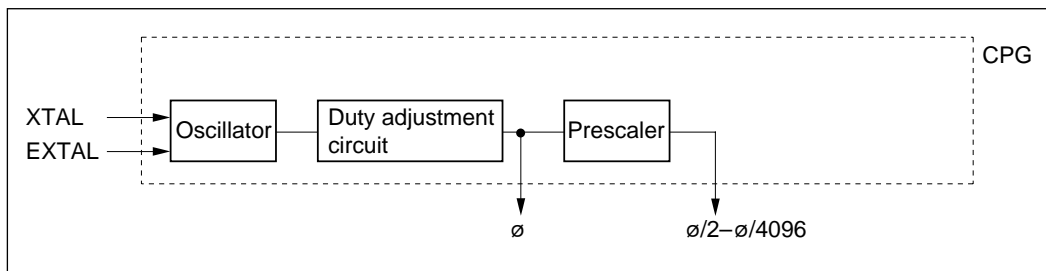 CPG
XTAL
EXTAL
Oscillator
Duty adjustment
circuit
Prescaler
ø
ø/2–ø/4096